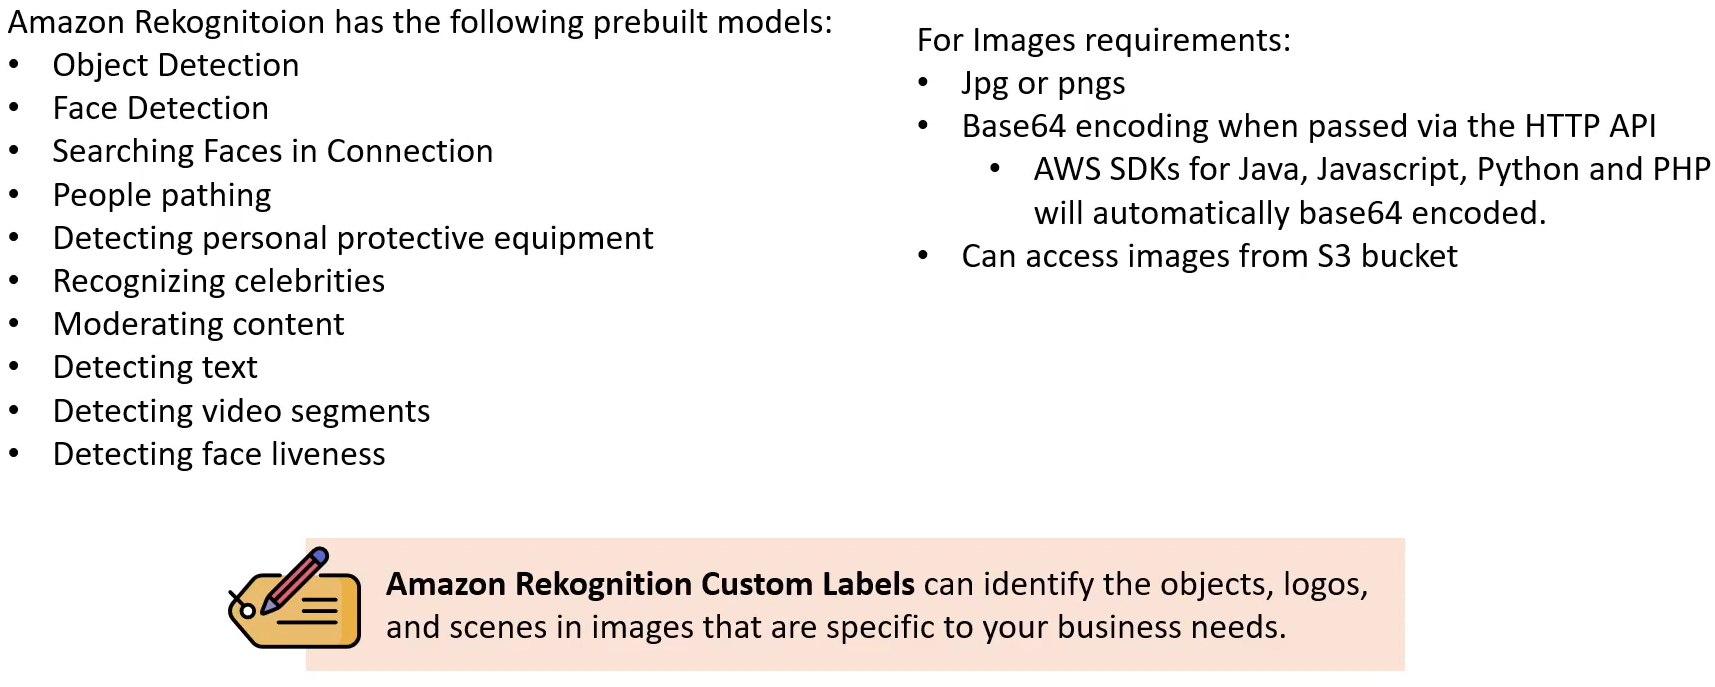 Amazon Rekognitoion has the following prebuilt models:
• Object Detection
• Face Detection
• Searching Faces in Connection
• People pathing
• Detecting personal protective equipment
• Recognizing celebrities
• Moderating content
• Detecting text
• Detecting video segments
• Detecting face liveness
For Images requirements:
• Jpg or pngs
• Base64 encoding when passed via the HTTP API
• AWS SDKs for Java, Javascript, Python and PHP
will automatically base64 encoded.
• Can access images from S3 bucket
Amazon Rekognition Custom Labels can identify the objects, logos,
and scenes in images that are specific to your business needs.